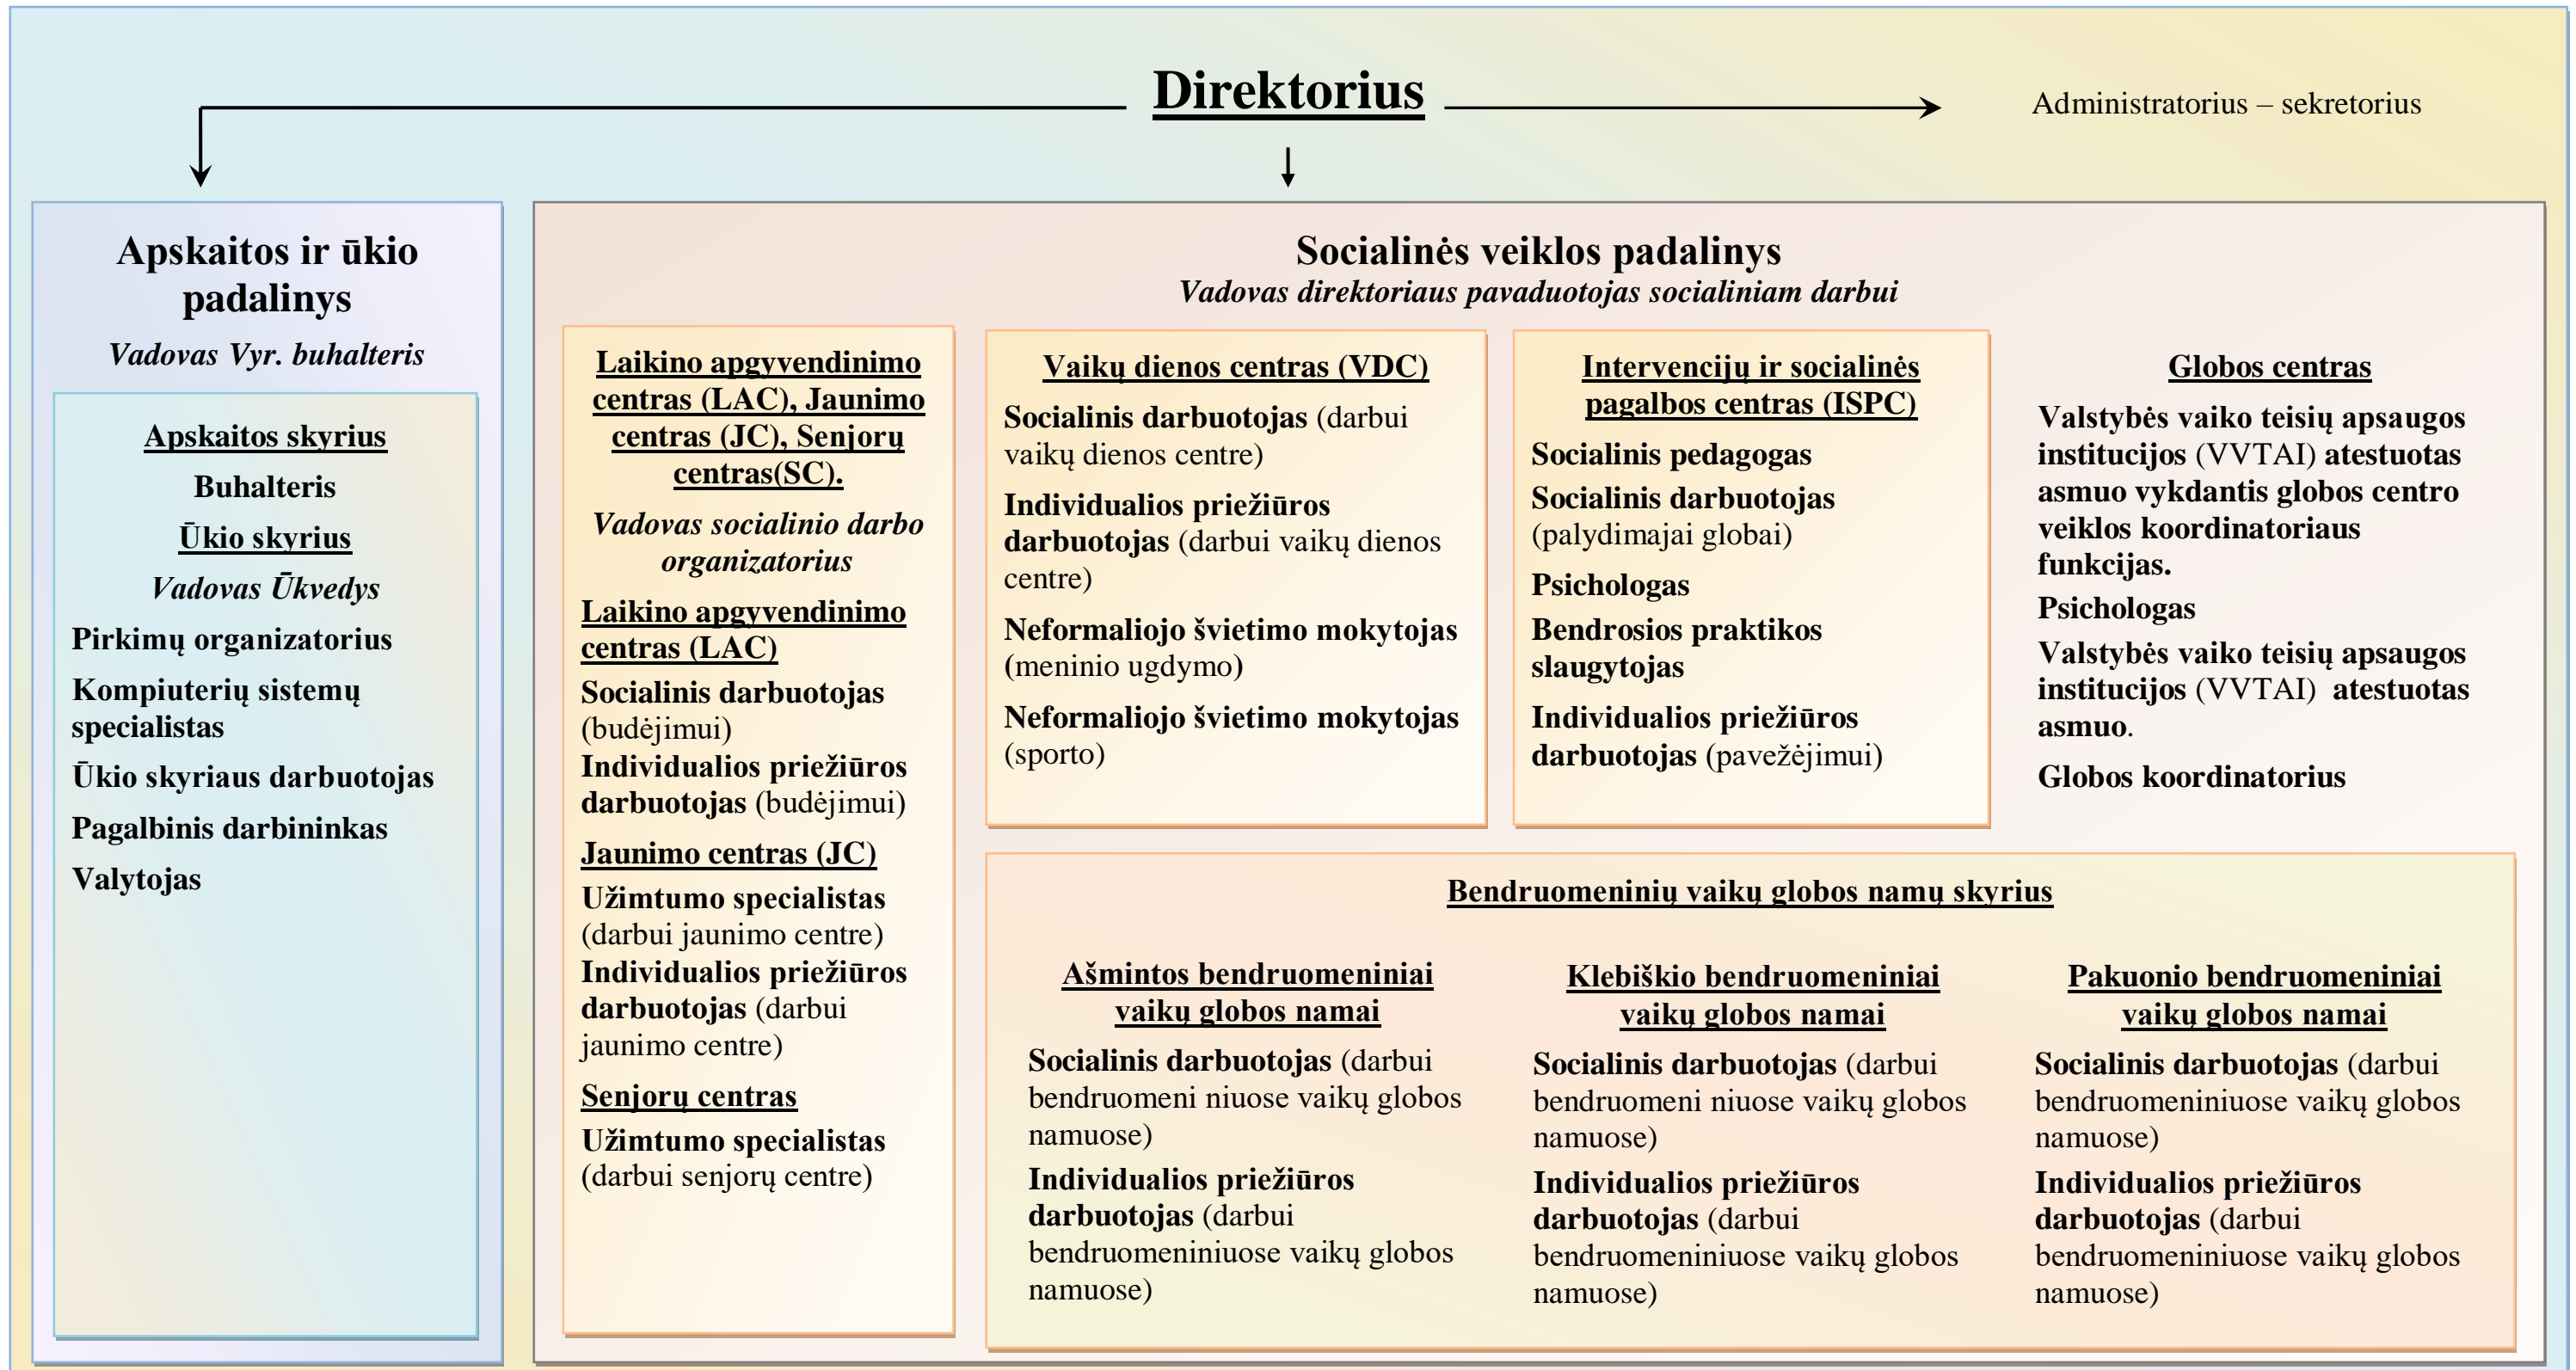 Direktorius
Administratorius – sekretorius
Apskaitos ir ūkio
padalinys
Vadovas Vyr. buhalteris
Apskaitos skyrius
Buhalteris
Ūkio skyrius
Vadovas Ūkvedys
Pirkimų organizatorius
Kompiuterių sistemų
specialistas
Ūkio skyriaus darbuotojas
Pagalbinis darbininkas
Valytojas
Socialinės veiklos padalinys
Vadovas direktoriaus pavaduotojas socialiniam darbui
Laikino apgyvendinimo
centras (LAC), Jaunimo
centras (JC), Senjorų
centras(SC).
Vadovas socialinio darbo
organizatorius
Laikino apgyvendinimo
centras (LAC)
Socialinis darbuotojas
(budėjimui)
Individualios priežiūros
darbuotojas (budėjimui)
Jaunimo centras (JC)
Užimtumo specialistas
(darbui jaunimo centre)
Individualios priežiūros
darbuotojas (darbui
jaunimo centre)
Senjorų centras
Užimtumo specialistas
(darbui senjorų centre)
Vaikų dienos centras (VDC)
Socialinis darbuotojas (darbui
vaikų dienos centre)
Individualios priežiūros
darbuotojas (darbui vaikų dienos
centre)
Neformaliojo švietimo mokytojas
(meninio ugdymo)
Neformaliojo švietimo mokytojas
(sporto)
Intervencijų ir socialinės
pagalbos centras (ISPC)
Socialinis pedagogas
Socialinis darbuotojas
(palydimajai globai)
Psichologas
Bendrosios praktikos
slaugytojas
Individualios priežiūros
darbuotojas (pavežėjimui)
Globos centras
Valstybės vaiko teisių apsaugos
institucijos (VVTAI) atestuotas
asmuo vykdantis globos centro
veiklos koordinatoriaus
funkcijas.
Psichologas
Valstybės vaiko teisių apsaugos
institucijos (VVTAI) atestuotas
asmuo.
Globos koordinatorius
Bendruomeninių vaikų globos namų skyrius
Ašmintos bendruomeniniai
vaikų globos namai
Socialinis darbuotojas (darbui
bendruomeni niuose vaikų globos
namuose)
Individualios priežiūros
darbuotojas (darbui
bendruomeniniuose vaikų globos
namuose)
Klebiškio bendruomeniniai
vaikų globos namai
Socialinis darbuotojas (darbui
bendruomeni niuose vaikų globos
namuose)
Individualios priežiūros
darbuotojas (darbui
bendruomeniniuose vaikų globos
namuose)
Pakuonio bendruomeniniai
vaikų globos namai
Socialinis darbuotojas (darbui
bendruomeniniuose vaikų globos
namuose)
Individualios priežiūros
darbuotojas (darbui
bendruomeniniuose vaikų globos
namuose)